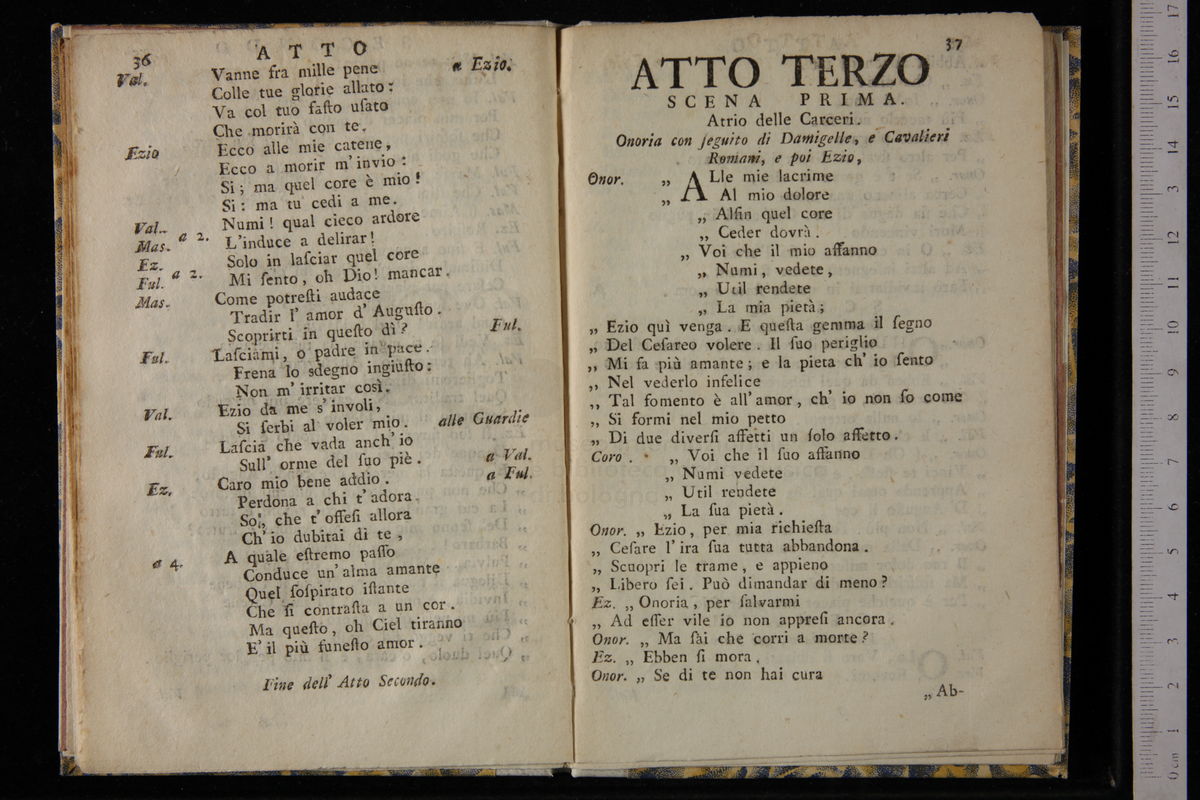 36
A T T O
Val. Vanne fra mille pene a Ezio.
Colle tue glorie allato:
Va col tuo faſto uſato
Che morirà con te.
Ezio Ecco alle mie catene,
Ecco a morir m' invio:
Si; ma quel core è mio!
Si: ma tu cedi a me.
Val. Mas. a 2. Numi! qual cieco ardore
L'induce a delirar!
Ez. Ful. a 2. Solo in laſciar quel core
Mi ſento, oh Dio! mancar.
Mas. Come potreſti audace
Tradir l' amor d' Auguſto.
Scoprirti in queſto dì? Ful.
Ful. Laſciami, o padre in pace.
Frena lo sdegno ingiuſto:
Non m' irritar così.
Val. Ezio da me s'involi,
Si ſerbi al voler mio. alle Guardie
Ful. Laſcia che vada anch' io
Sull' orme del ſuo piè. a Val.
Ez. Caro mio bene addio. a Ful.
Perdona a chi t' adora.
Soi, che t' offeſi allora
Ch' io dubitai di te,
a 4. A quale eſtremo paſſo
Conduce un' alma amante
Quel ſoſpirato iſtante
Che ſi contraſta a un cor.
Ma queſto, oh Ciel tiranno
E' il più funeſto amor.
Fine dell' Atto Secondo.
37
ATTO TERZO
SCENA PRIMA.
Atrio delle Carceri.
Onoria con ſeguito di Damigelle, e Cavalieri
Romani, e poi Ezio,
Onor. „ ALle mie lacrime
„ Al mio dolore
„ Alfin quel core
„ Ceder dovrà.
„ Voi che il mio affanno
„ Numi, vedete,
„ Util rendete
„ La mia pietà;
„ Ezio quì venga. E queſta gemma il ſegno
„ Del Ceſareo volere. Il ſuo periglio
„ Mi fa più amante; e la pieta ch' io ſento
„ Nel vederlo infelice
„ Tal fomento è all'amor, ch' io non ſo come
„ Si formi nel mio petto
„ Di due diverſi affetti un ſolo affetto.
Coro. „ Voi che il ſuo affanno
„ Numi vedete
„ Util rendete
„ La ſua pietà.
Onor. „ Ezio, per mia richieſta
„ Ceſare l' ira ſua tutta abbandona.
„ Scuopri le trame, e appieno
„ Libero ſei. Può dimandar di meno?
Ez. „ Onoria, per ſalvarmi
„ Ad eſſer vile io non appreſi ancora.
Onor. „ Ma ſai che corri a morte?
Ez. „ Ebben ſi mora.
Onor. „ Se di te non hai cura
„ Ab-